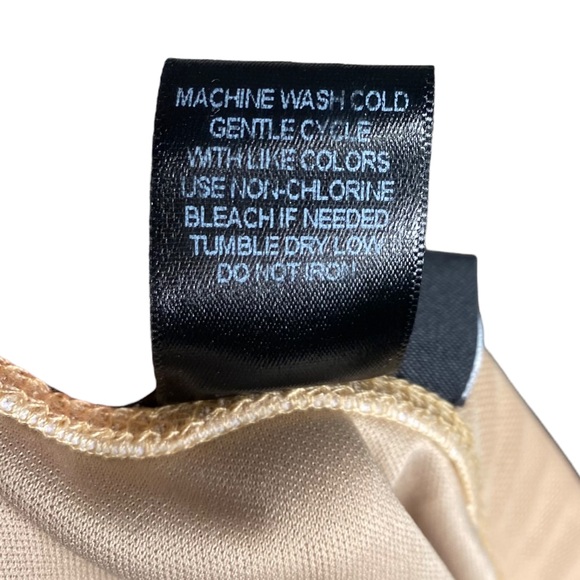 MACHINE WASH COLD
GENTLE CYCLE
WITH LIKE COLORS
USE NON-CHLORINE
BLEACH IF NEEDED
TUMBLE DRY LOW
DO NOT IRON